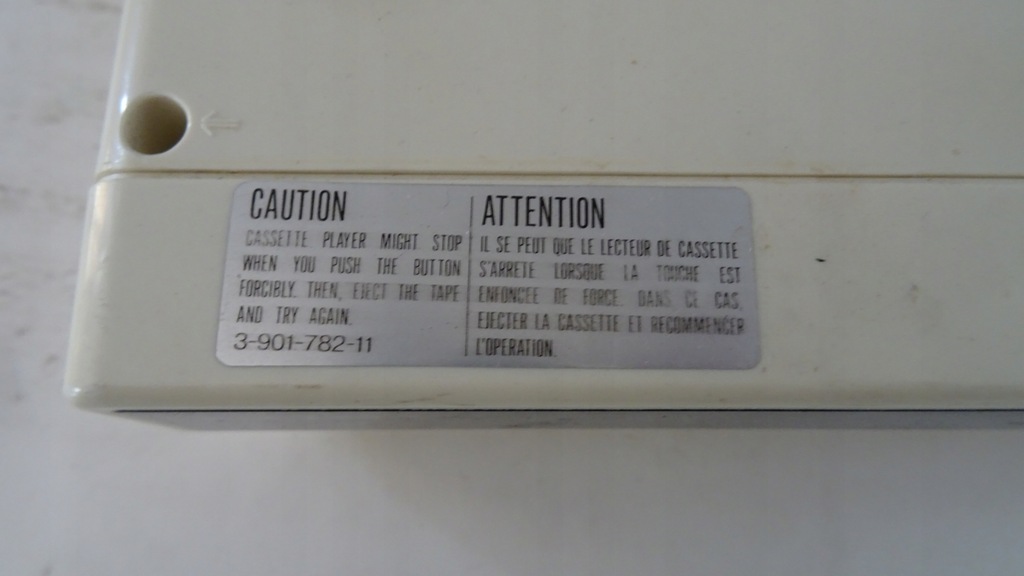 CAUTION
CASSETTE PLAYER MIGHT STOP
WHEN YOU PUSH THE BUTTON
FORCIBLY. THEN, EJECT THE TAPE
AND TRY AGAIN.
3-901-782-11
ATTENTION
IL SE PEUT QUE LE LECTEUR DE CASSETTE
S'ARRETE LORSQUE LA TOUCHE EST
ENFONCEE DE FORCE. DANS CE CAS,
EJECTER LA CASSETTE ET RECOMMENCER
L'OPERATION.